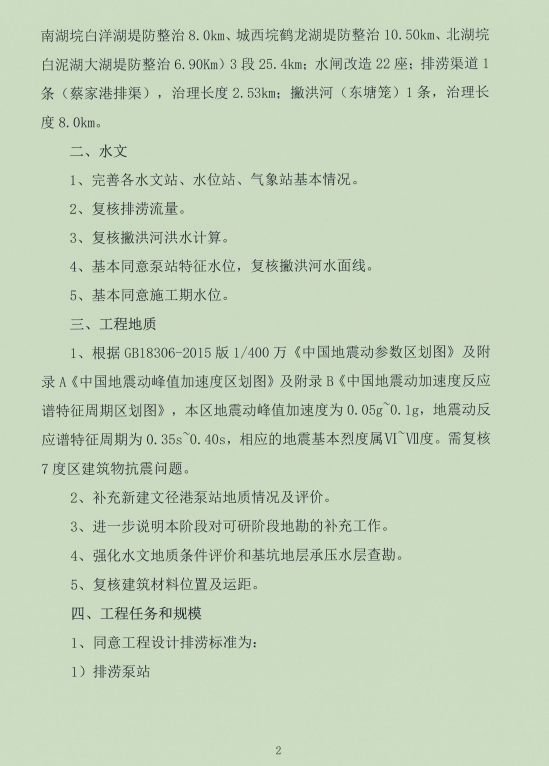 南湖垸白洋湖堤防整治 8.0km、城西垸鹤龙湖堤防整治 10.50km、北湖垸
白泥湖大湖堤防整治 6.90Km）3 段 25.4km；水闸改造 22 座；排涝渠道 1
条（蔡家港排渠），治理长度 2.53km；撇洪河（东塘笼）1 条，治理长
度 8.0km。
二、水文
1、完善各水文站、水位站、气象站基本情况。
2、复核排涝流量。
3、复核撇洪河洪水计算。
4、基本同意泵站特征水位，复核撇洪河水面线。
5、基本同意施工期水位。
三、工程地质
1、根据 GB18306-2015 版 1/400 万《中国地震动参数区划图》及附
录 A《中国地震动峰值加速度区划图》及附录 B《中国地震动加速度反应
谱特征周期区划图》，本区地震动峰值加速度为 0.05g~0.1g，地震动反
应谱特征周期为 0.35s~0.40s，相应的地震基本烈度属Ⅵ~Ⅶ度。需复核
7 度区建筑物抗震问题。
2、补充新建文径港泵站地质情况及评价。
3、进一步说明本阶段对可研阶段地勘的补充工作。
4、强化水文地质条件评价和基坑地层承压水层查勘。
5、复核建筑材料位置及运距。
四、工程任务和规模
1、同意工程设计排涝标准为：
1）排涝泵站
2